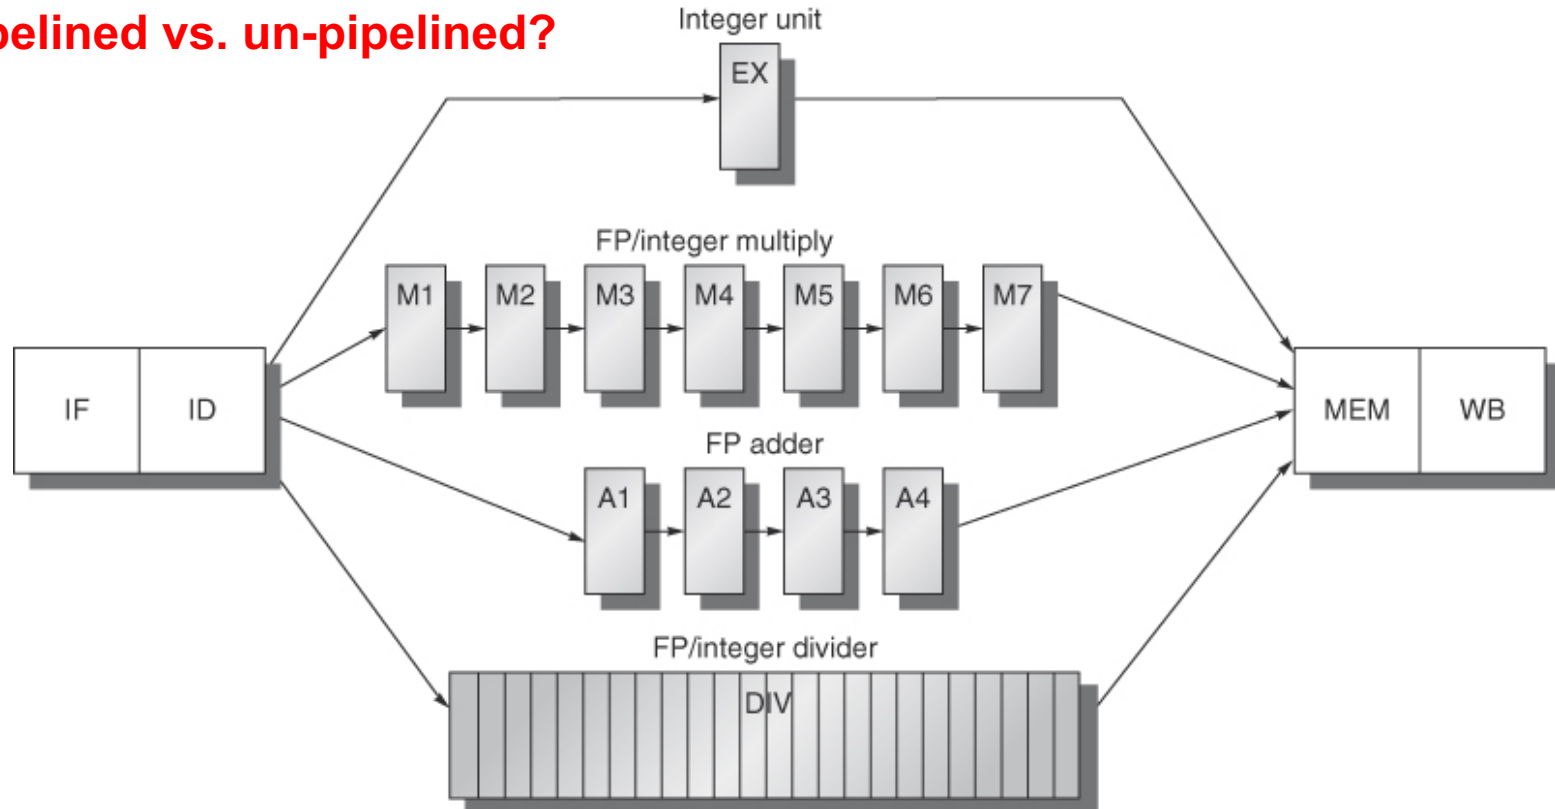 pelined vs. un-pipelined?
Integer unit
EX
FP/integer multiply
M1 M2 M3 M4 M5 M6 M7
IF ID
MEM WB
FP adder
A1 A2 A3 A4
FP/integer divider
DIV